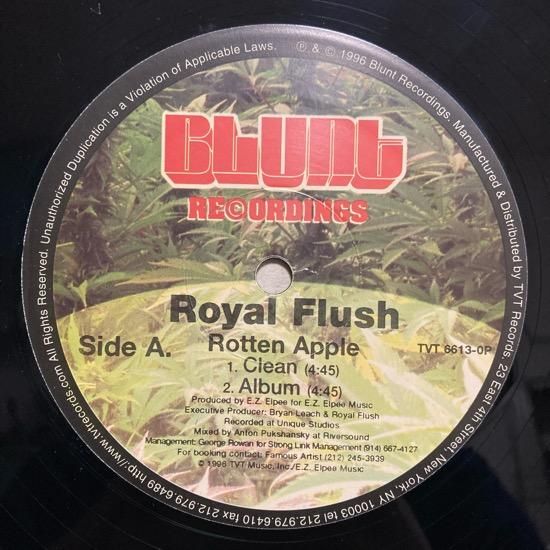 BLUNT
RE©ORDINGS
Royal Flush
Side A.
Rotten Apple
TVT 6613-0P
1. Clean (4:45)
2. Album (4:45)
Produced by E.Z. Elpee for E.Z. Elpee Music
Executive Producer: Bryan Leach & Royal Flush
Recorded at Unique Studios
Mixed by Anton Pukshansky at Riversound
Management: George Rowan for Strong Link Management (914) 667-4127
For booking contact: Famous Artist (212) 245-3939
© 1996 TVT Music, Inc./E.Z. Elpee Music
℗ & © 1996 Blunt Recordings. Manufactured & Distributed by TVT Records. 23 East 4th Street, New York, NY 10003 tel 212.979.6410 fax 212.979.6489 http://www.tvtrecords.com All Rights Reserved. Unauthorized Duplication is a Violation of Applicable Laws.